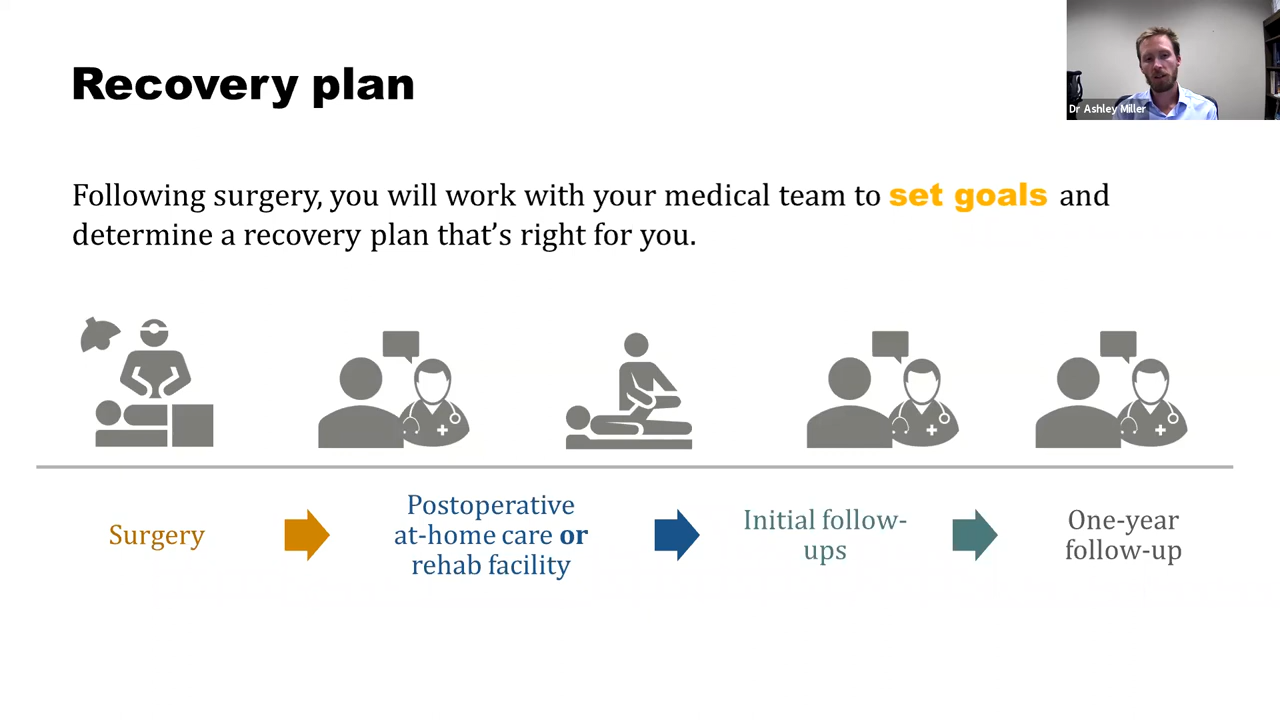 Recovery plan
Dr Ashley Miller
Following surgery, you will work with your medical team to set goals and
determine a recovery plan that’s right for you.
Surgery
Postoperative
at-home care or
rehab facility
Initial follow-
ups
One-year
follow-up